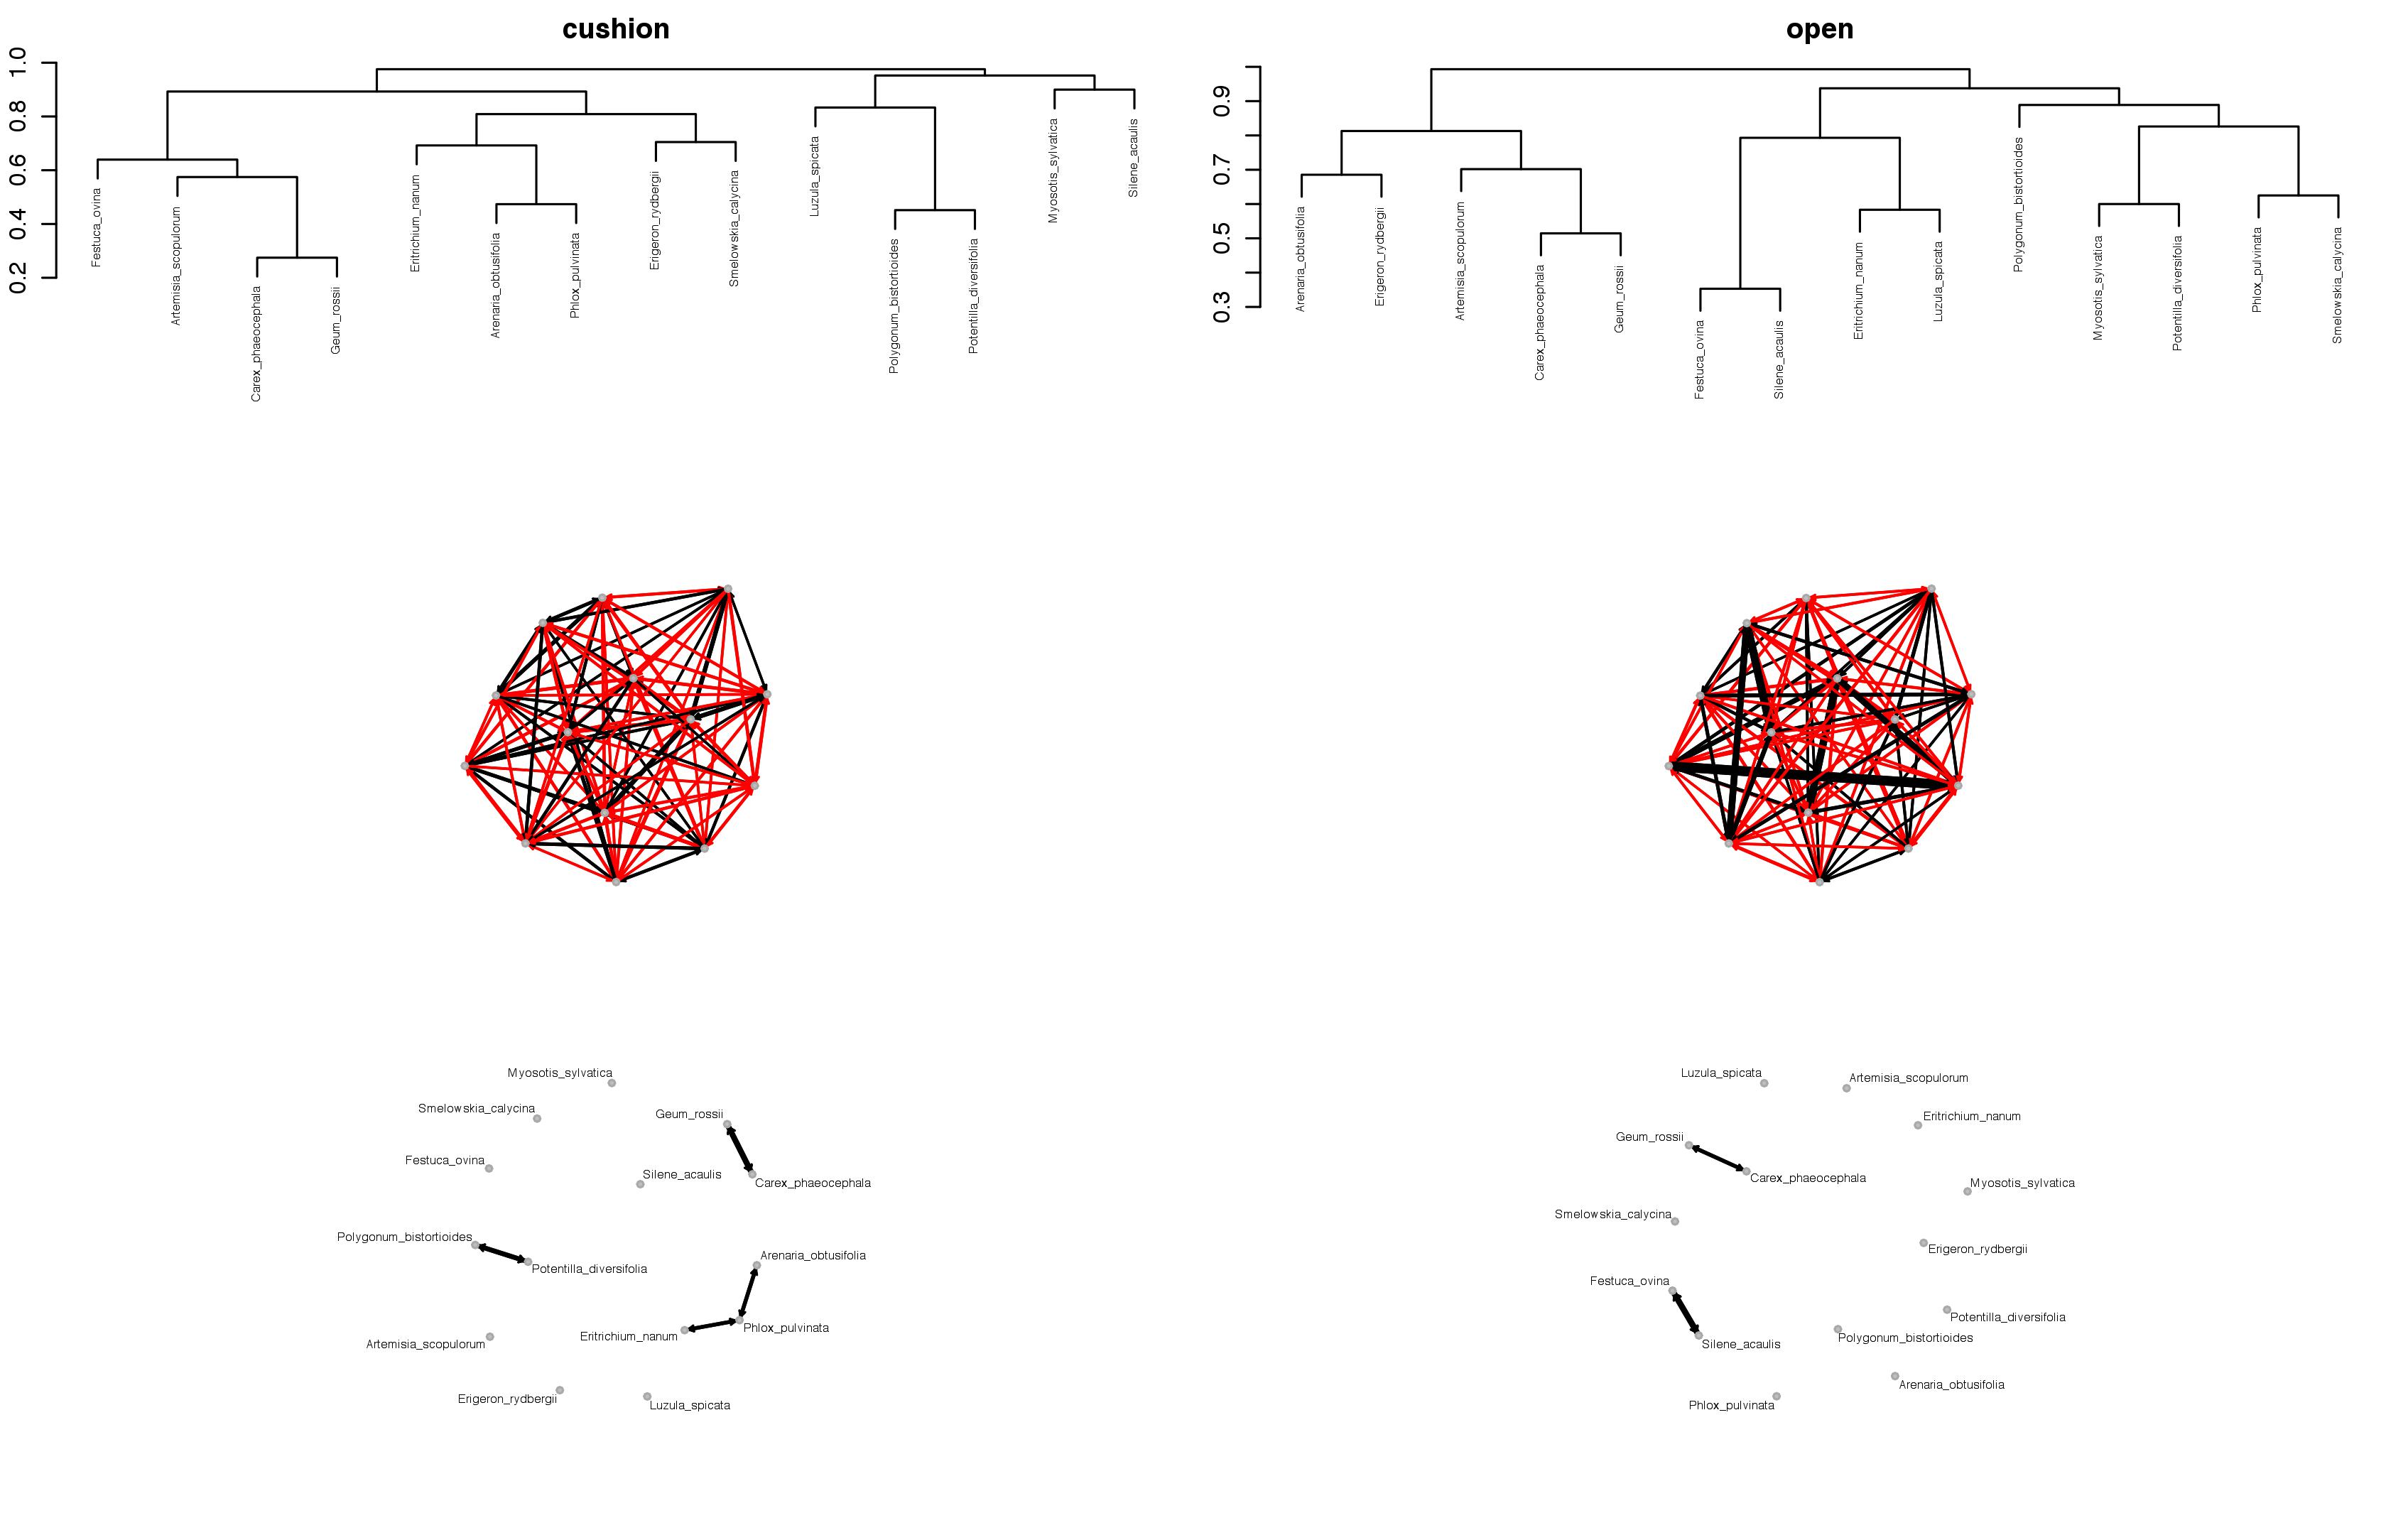 cushion
1.0
0.8
0.6
0.4
0.2
Festuca_ovina
Artemisia_scopulorum
Carex_phaeocephala
Geum_rossii
Eritrichium_nanum
Arenaria_obtusifolia
Phlox_pulvinata
Erigeron_rydbergii
Smelowskia_calycina
Luzula_spicata
Polygonum_bistortioides
Potentilla_diversifolia
Myosotis_sylvatica
Silene_acaulis
open
0.9
0.7
0.5
0.3
Arenaria_obtusifolia
Erigeron_rydbergii
Artemisia_scopulorum
Carex_phaeocephala
Geum_rossii
Festuca_ovina
Silene_acaulis
Eritrichium_nanum
Luzula_spicata
Polygonum_bistortioides
Myosotis_sylvatica
Potentilla_diversifolia
Phlox_pulvinata
Smelowskia_calycina
Myosotis_sylvatica
Smelowskia_calycina
Geum_rossii
Festuca_ovina
Silene_acaulis
Carex_phaeocephala
Polygonum_bistortioides
Arenaria_obtusifolia
Potentilla_diversifolia
Phlox_pulvinata
Eritrichium_nanum
Artemisia_scopulorum
Erigeron_rydbergii
Luzula_spicata
Luzula_spicata
Artemisia_scopulorum
Eritrichium_nanum
Geum_rossii
Carex_phaeocephala
Myosotis_sylvatica
Smelowskia_calycina
Erigeron_rydbergii
Festuca_ovina
Potentilla_diversifolia
Polygonum_bistortioides
Silene_acaulis
Arenaria_obtusifolia
Phlox_pulvinata